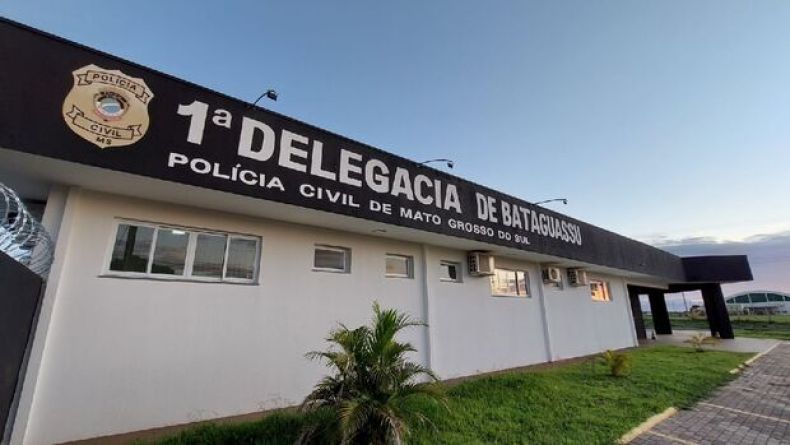 POLÍCIA
CIVIL
MS
1ª DELEGACIA DE BATAGUASSU
POLÍCIA CIVIL DE MATO GROSSO DO SUL